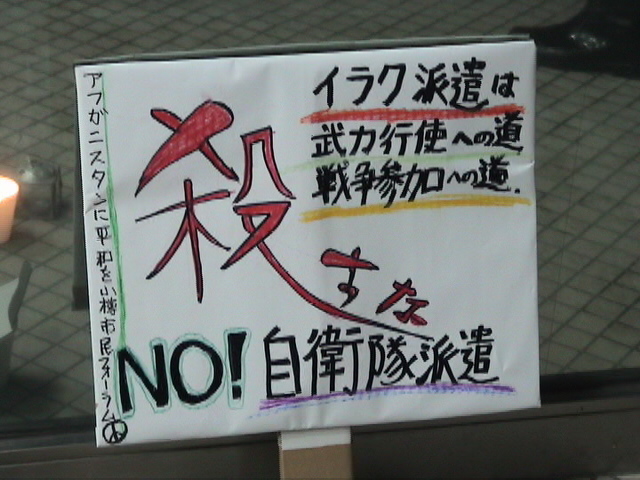 イラク派遣は
武力行使への道
戦争参加への道.
殺すな
NO! 自衛隊派遣
アフガニスタンに平和を小樽市民フォーラム